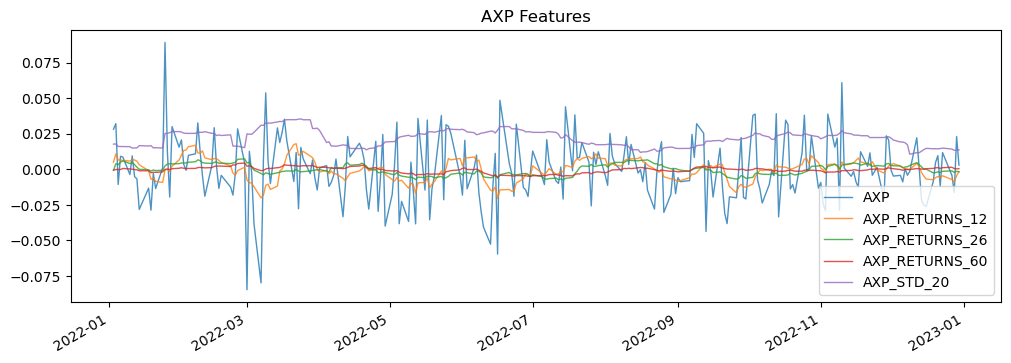 AXP Features
0.075
0.050
0.025
0.000
−0.025
−0.050
−0.075
2022-01
2022-03
2022-05
2022-07
2022-09
2022-11
2023-01
AXP
AXP_RETURNS_12
AXP_RETURNS_26
AXP_RETURNS_60
AXP_STD_20